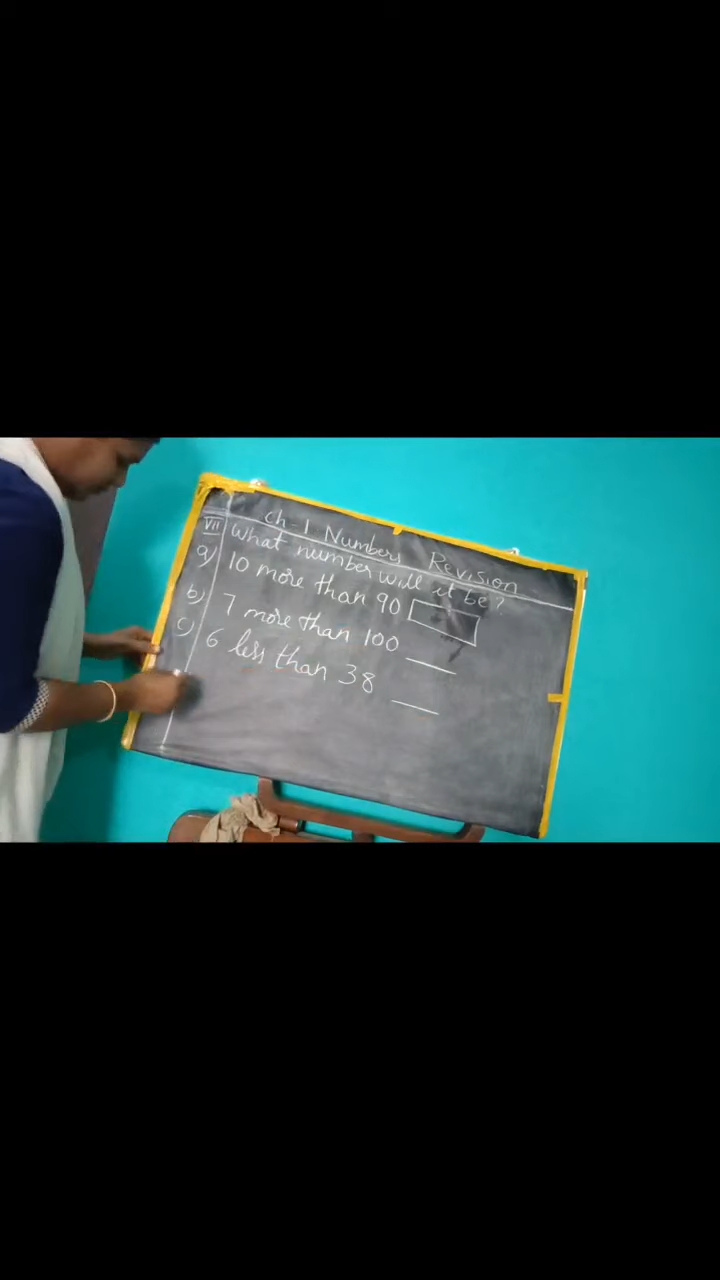 ch-1 Numbers Revision
VII What number will it be?
a) 10 more than 90
b) 7 more than 100
c) 6 less than 38